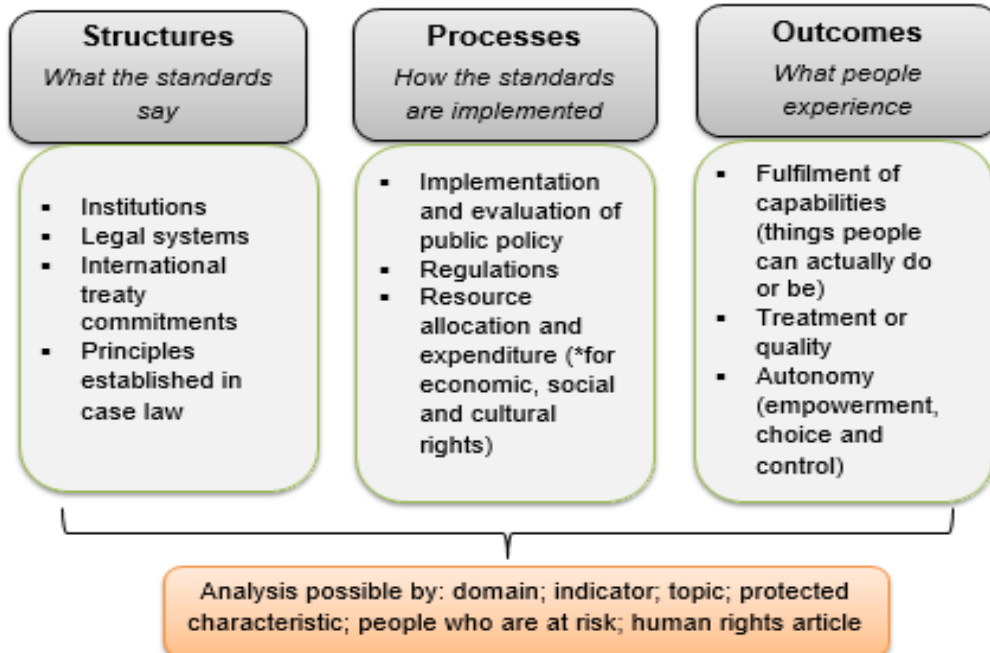 Structures
What the standards
say
▪ Institutions
▪ Legal systems
▪ International
treaty
commitments
▪ Principles
established in
case law
Processes
How the standards
are implemented
▪ Implementation
and evaluation of
public policy
▪ Regulations
▪ Resource
allocation and
expenditure (*for
economic, social
and cultural
rights)
Outcomes
What people
experience
▪ Fulfilment of
capabilities
(things people
can actually do
or be)
▪ Treatment or
quality
▪ Autonomy
(empowerment,
choice and
control)
Analysis possible by: domain; indicator; topic; protected
characteristic; people who are at risk; human rights article